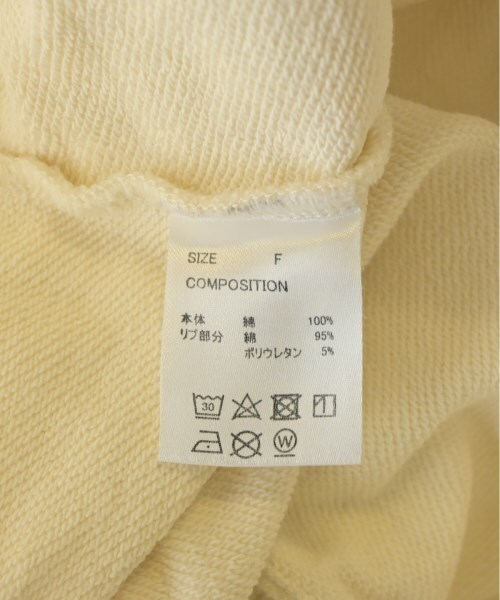 SIZE F
COMPOSITION
本体 綿 100%
リブ部分 綿 95%
ポリウレタン 5%
30
W